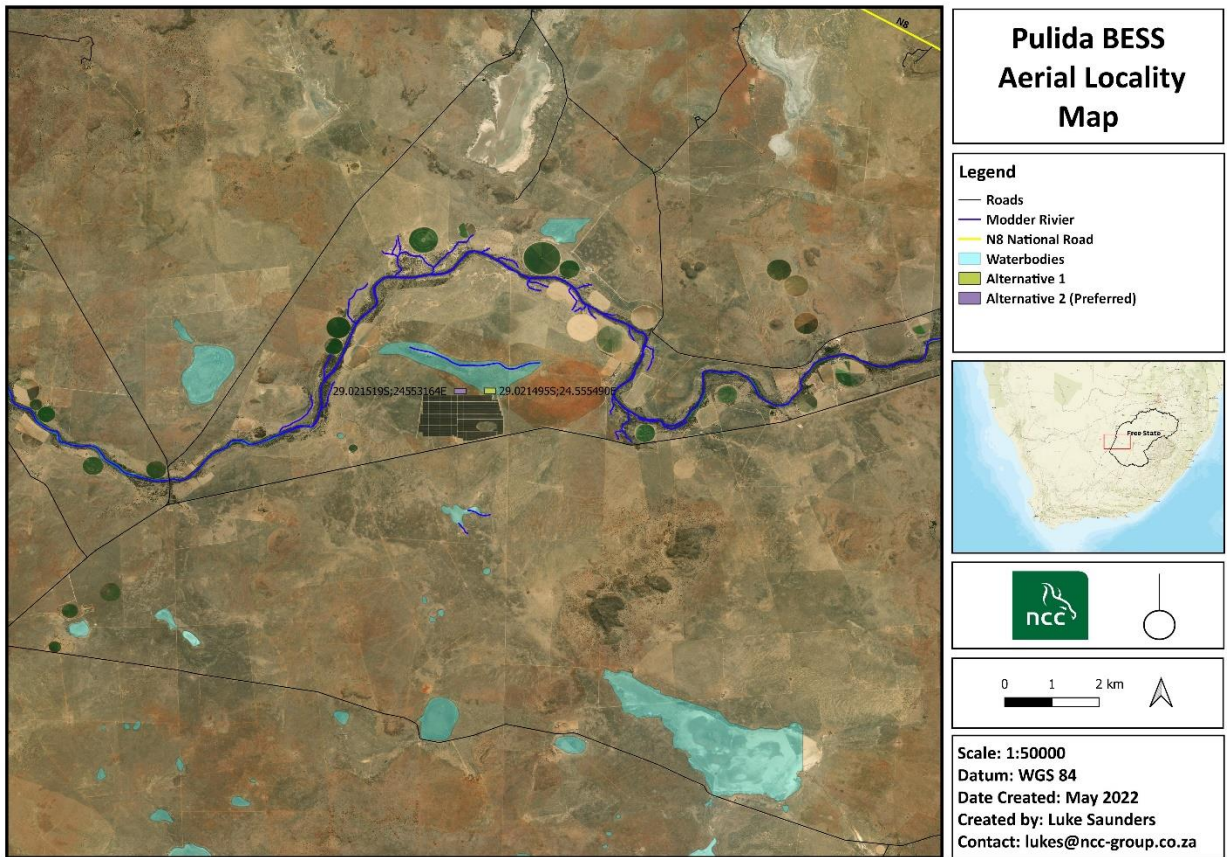 N8
29.021519S;24553164E
29.021495S;24.555490E
Pulida BESS
Aerial Locality
Map
Legend
Roads
Modder Rivier
N8 National Road
Waterbodies
Alternative 1
Alternative 2 (Preferred)
Free State
ncc
0 1 2 km
Scale: 1:50000
Datum: WGS 84
Date Created: May 2022
Created by: Luke Saunders
Contact: lukes@ncc-group.co.za